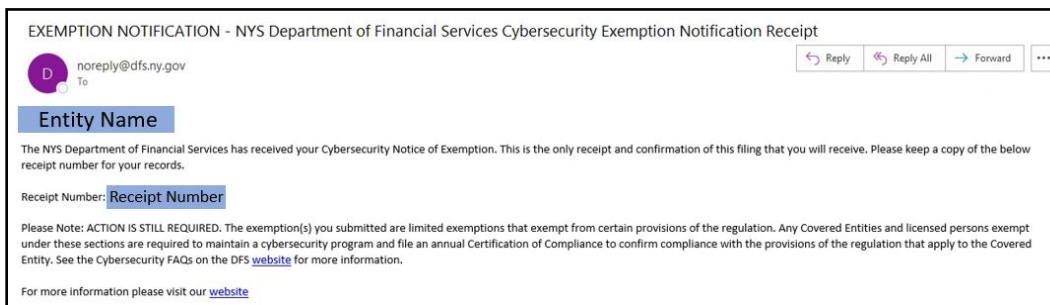 EXEMPTION NOTIFICATION - NYS Department of Financial Services Cybersecurity Exemption Notification Receipt
D
noreply@dfs.ny.gov
To
Reply
Reply All
Forward
...
Entity Name
The NYS Department of Financial Services has received your Cybersecurity Notice of Exemption. This is the only receipt and confirmation of this filing that you will receive. Please keep a copy of the below
receipt number for your records.
Receipt Number: Receipt Number
Please Note: ACTION IS STILL REQUIRED. The exemption(s) you submitted are limited exemptions that exempt from certain provisions of the regulation. Any Covered Entities and licensed persons exempt
under these sections are required to maintain a cybersecurity program and file an annual Certification of Compliance to confirm compliance with the provisions of the regulation that apply to the Covered
Entity. See the Cybersecurity FAQs on the DFS website for more information.
For more information please visit our website